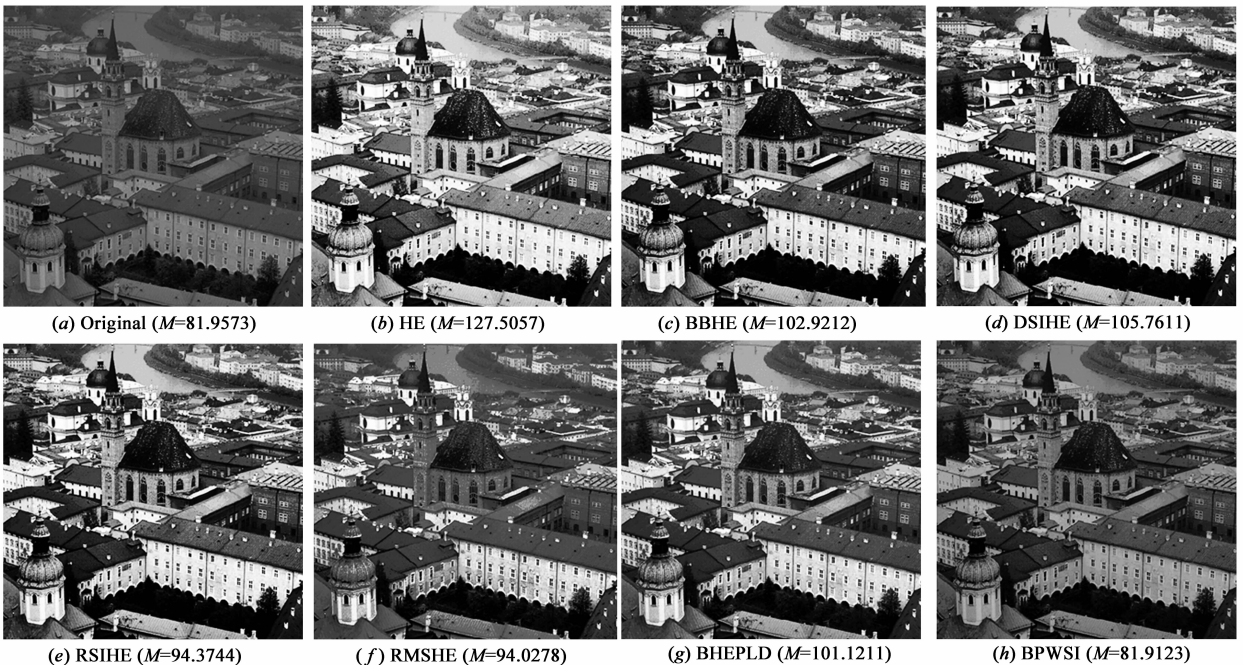 (a) Original (M=81.9573)
(b) HE (M=127.5057)
(c) BBHE (M=102.9212)
(d) DSIHE (M=105.7611)
(e) RSIHE (M=94.3744)
(f) RMSHE (M=94.0278)
(g) BHEPLD (M=101.1211)
(h) BPWSI (M=81.9123)